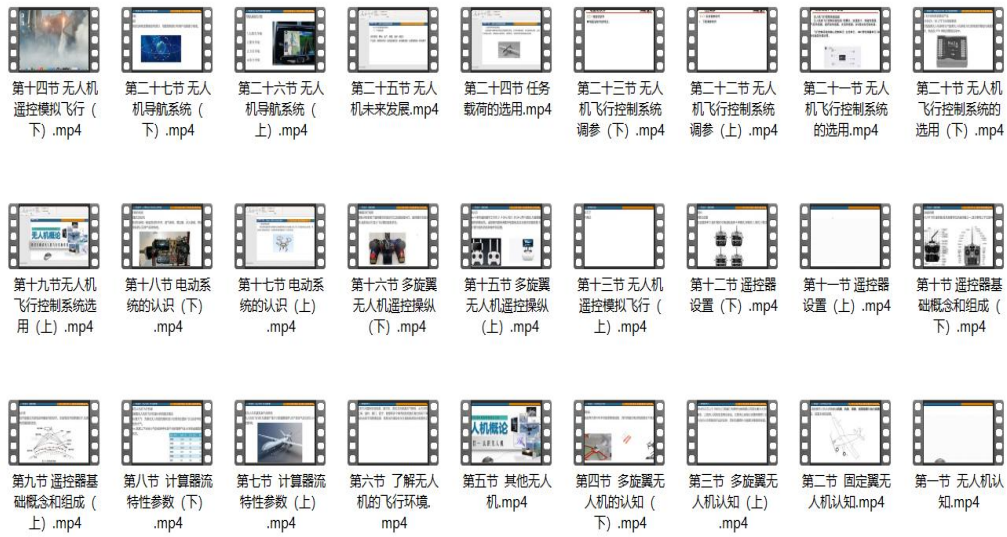 第十四节 无人机
遥控模拟飞行（
下）.mp4
第二十七节 无人
机导航系统（
下）.mp4
第二十六节 无人
机导航系统（
上）.mp4
第二十五节 无人
机未来发展.mp4
第二十四节 任务
载荷的选用.mp4
第二十三节 无人
机飞行控制系统
调参（下）.mp4
第二十二节 无人
机飞行控制系统
调参（上）.mp4
第二十一节 无人
机飞行控制系统
的选用.mp4
第二十节 无人机
飞行控制系统的
选用（下）.mp4
无人机概论
第十九节无人机
飞行控制系统选
用（上）.mp4
第十八节 电动系
统的认识（下）
.mp4
第十七节 电动系
统的认识（上）
.mp4
第十六节 多旋翼
无人机遥控操纵
（下）.mp4
第十五节 多旋翼
无人机遥控操纵
（上）.mp4
第十三节 无人机
遥控模拟飞行（
上）.mp4
第十二节 遥控器
设置（下）.mp4
第十一节 遥控器
设置（上）.mp4
第十节 遥控器基
础概念和组成（
下）.mp4
第九节 遥控器基
础概念和组成（
上）.mp4
第八节 计算器流
特性参数（下）
.mp4
第七节 计算器流
特性参数（上）
.mp4
第六节 了解无人
机的飞行环境.
mp4
人机概论
第五节 其他无人
机.mp4
第四节 多旋翼无
人机的认知（
下）.mp4
第三节 多旋翼无
人机认知（上）
.mp4
第二节 固定翼无
人机认知.mp4
第一节 无人机认
知.mp4